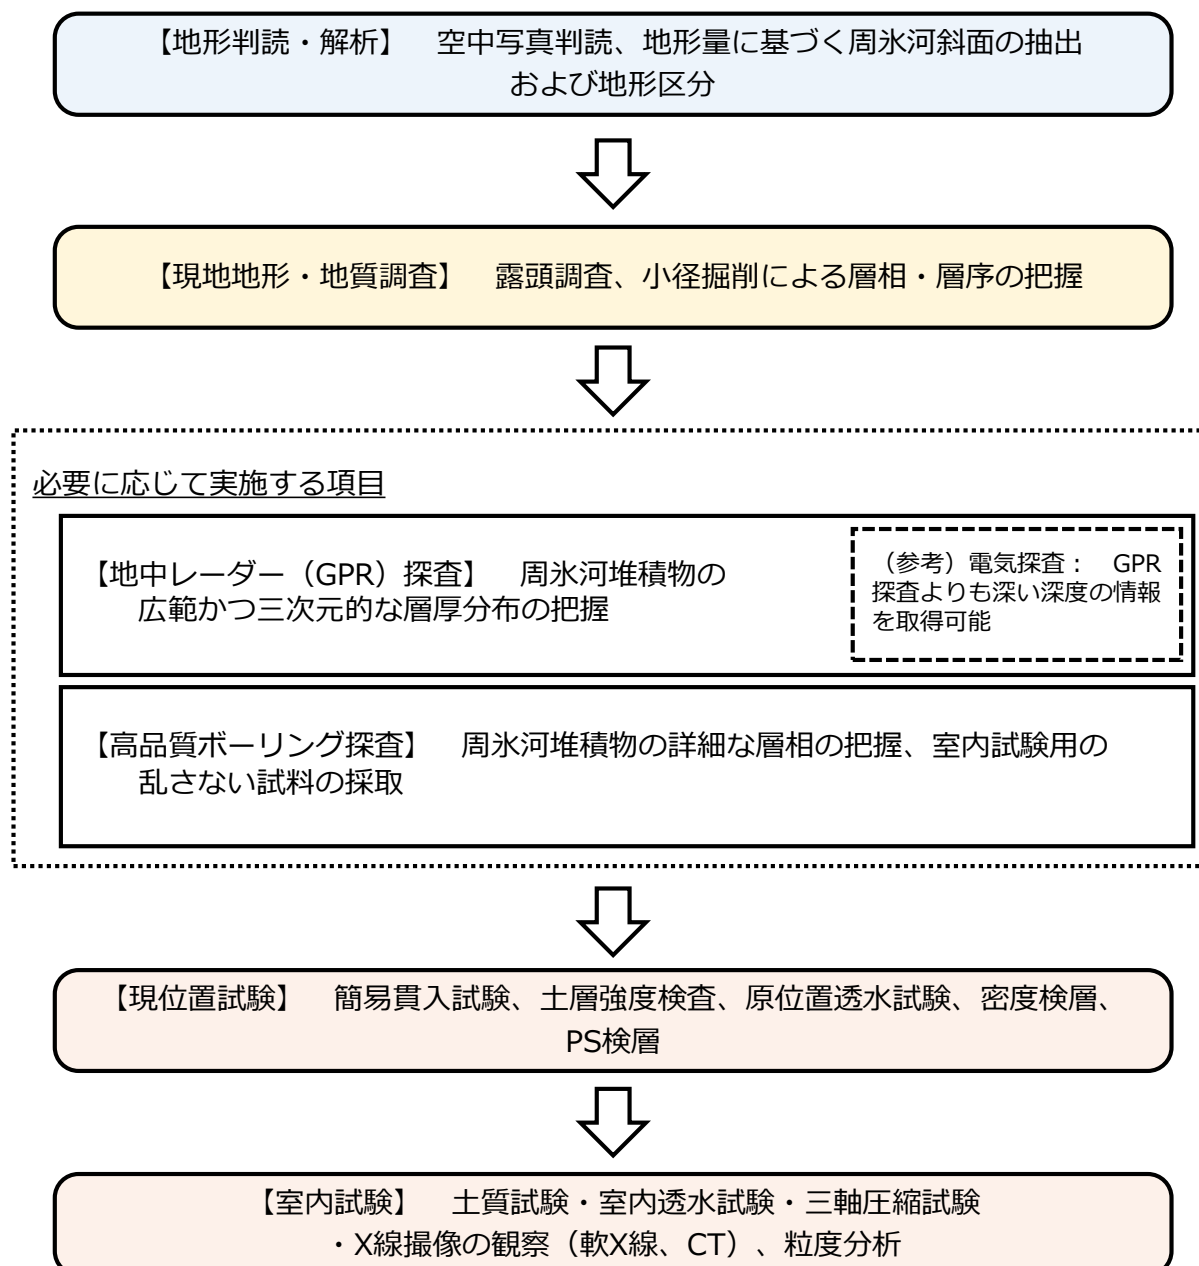 【地形判読・解析】　空中写真判読、地形量に基づく周氷河斜面の抽出
および地形区分
【現地地形・地質調査】　露頭調査、小径掘削による層相・層序の把握
必要に応じて実施する項目
【地中レーダー（GPR）探査】　周氷河堆積物の
広範かつ三次元的な層厚分布の把握
（参考）電気探査：　GPR
探査よりも深い深度の情報
を取得可能
【高品質ボーリング探査】　周氷河堆積物の詳細な層相の把握、室内試験用の
乱さない試料の採取
【現位置試験】　簡易貫入試験、土層強度検査、原位置透水試験、密度検層、
PS検層
【室内試験】　土質試験・室内透水試験・三軸圧縮試験
・X線撮像の観察（軟X線、CT）、粒度分析